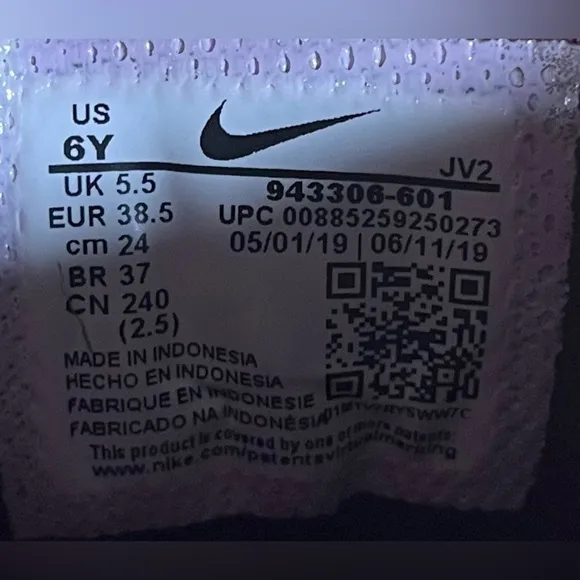 US
6Y
JV2
UK 5.5
943306-601
EUR 38.5
UPC 00885259250273
cm 24
05/01/19 | 06/11/19
BR 37
CN 240
(2.5)
MADE IN INDONESIA
HECHO EN INDONESIA
FABRIQUE EN INDONESIE
FABRICADO NA INDONÉSIA
This product is covered by one or more patents.
www.nike.com/patentsvirtualmarking